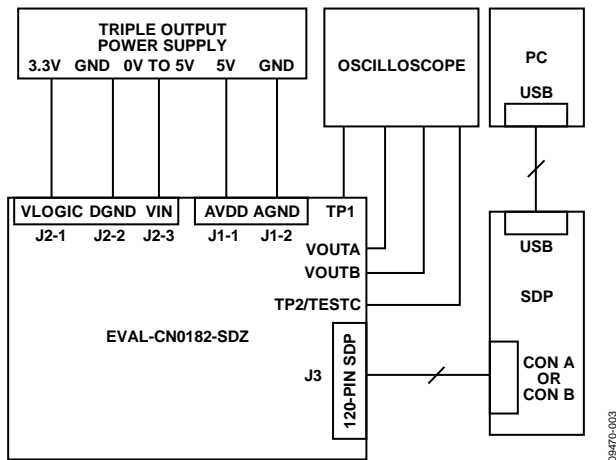 TRIPLE OUTPUT
POWER SUPPLY
3.3V GND 0V TO 5V 5V GND
OSCILLOSCOPE
PC
USB
VLOGIC DGND VIN
AVDD AGND
TP1
J2-1 J2-2 J2-3
J1-1 J1-2
VOUTA
VOUTB
TP2/TESTC
EVAL-CN0182-SDZ
J3
120-PIN SDP
USB
SDP
CON A
OR
CON B
09470-003